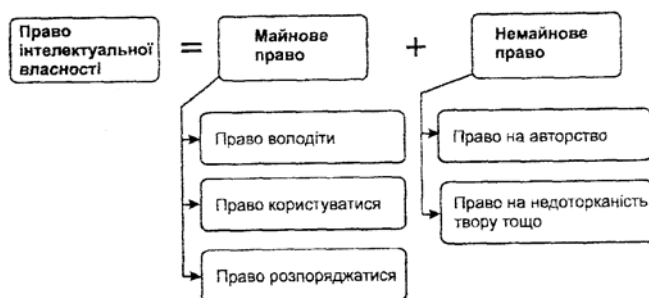 Право
інтелектуальної
власності
=
Майнове
право
+
Немайнове
право
Право володіти
Право користуватися
Право розпоряджатися
Право на авторство
Право на недоторканість
твору тощо